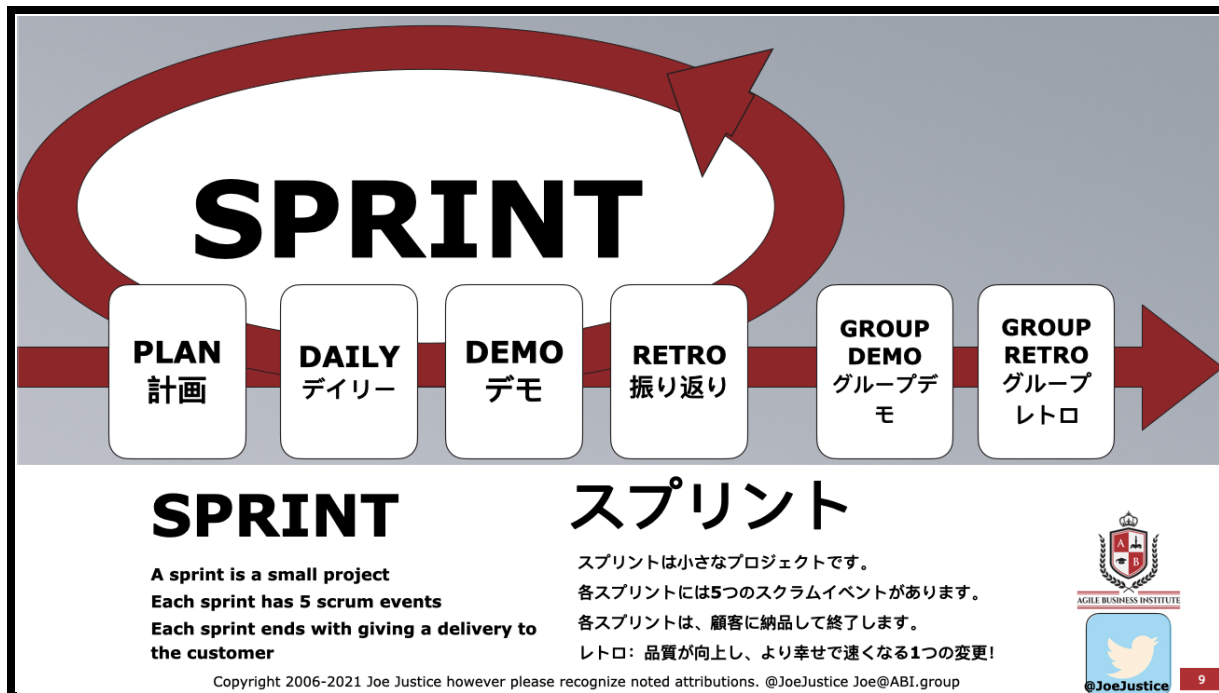 SPRINT
PLAN
計画
DAILY
デイリー
DEMO
デモ
RETRO
振り返り
GROUP
DEMO
グループデ
モ
GROUP
RETRO
グループ
レトロ
SPRINT
A sprint is a small project
Each sprint has 5 scrum events
Each sprint ends with giving a delivery to
the customer
スプリント
スプリントは小さなプロジェクトです。
各スプリントには5つのスクラムイベントがあります。
各スプリントは、顧客に納品して終了します。
レトロ: 品質が向上し、より幸せで速くなる1つの変更!
A
B
AGILE BUSINESS INSTITUTE
@JoeJustice
Copyright 2006-2021 Joe Justice however please recognize noted attributions. @JoeJustice Joe@ABI.group
9